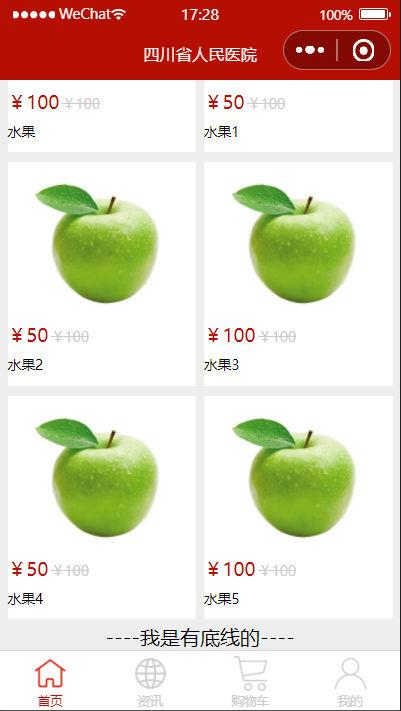 WeChat 17:28 100%
四川省人民医院
￥100 ￥100 ￥50 ￥100
水果 水果1
￥50 ￥100 ￥100 ￥100
水果2 水果3
￥50 ￥100 ￥100 ￥100
水果4 水果5
----我是有底线的----
首页 资讯 购物车 我的